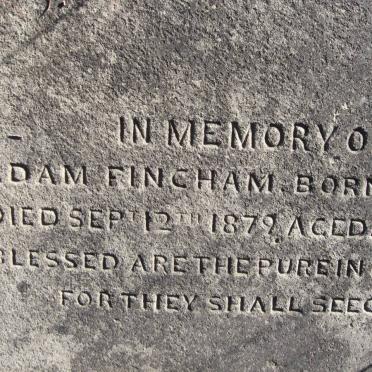 IN MEMORY O
DAM FINCHAM. BORN
DIED SEPT 12TH 1879, AGED
BLESSED ARE THE PURE IN
FOR THEY SHALL SEE G